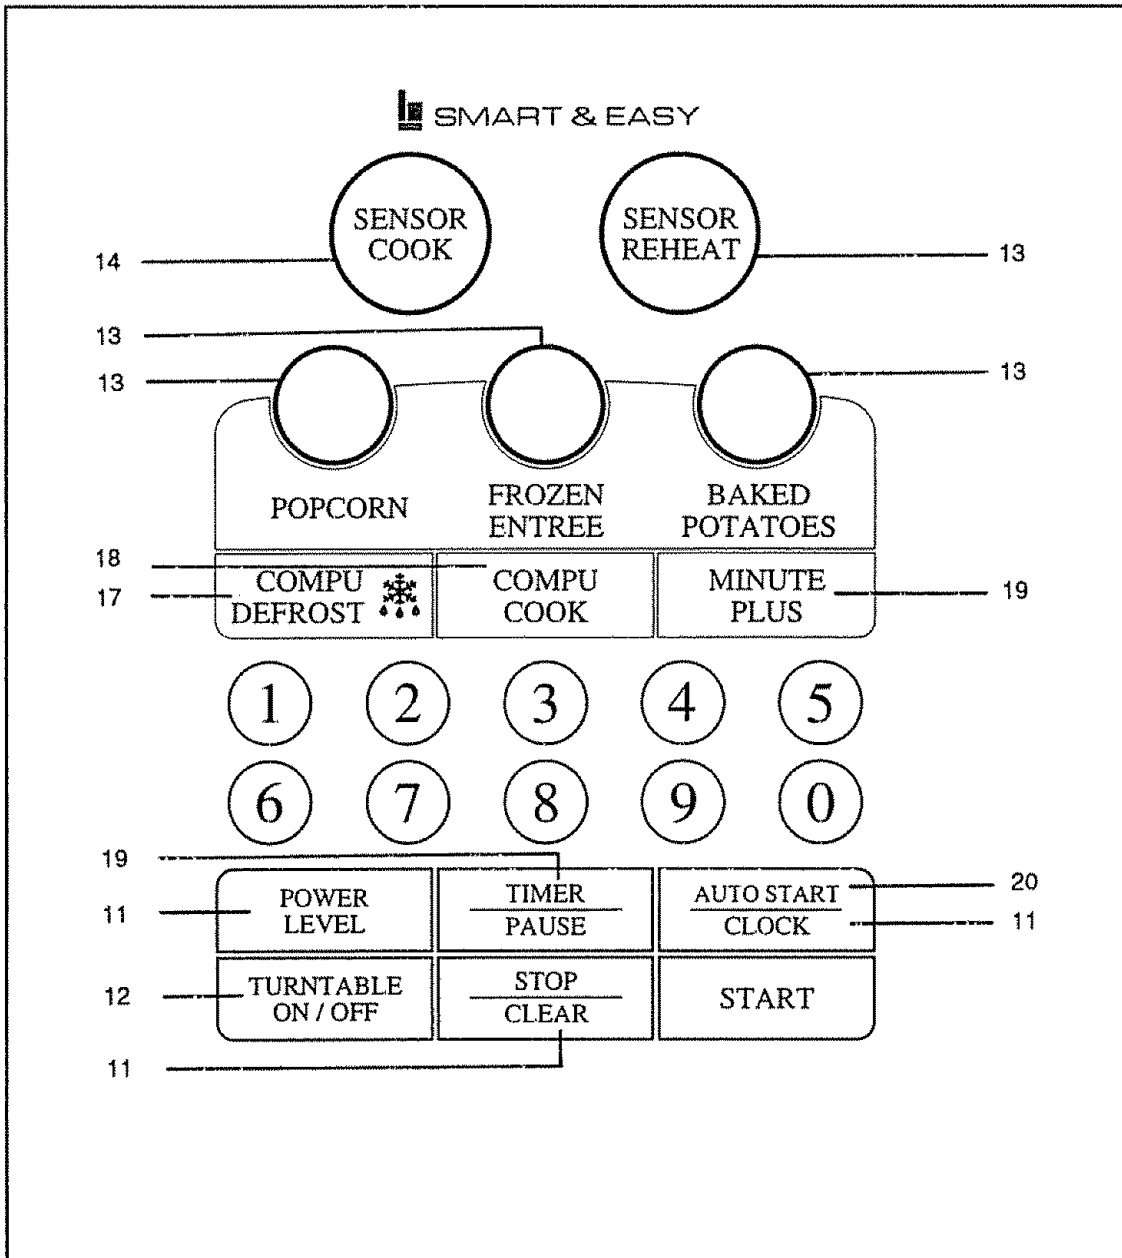 SMART & EASY
SENSOR
COOK
SENSOR
REHEAT
14
13
13
13
13
POPCORN
FROZEN
ENTREE
BAKED
POTATOES
18
17
COMPU
DEFROST
COMPU
COOK
MINUTE
PLUS
19
1 2 3 4 5
6 7 8 9 0
19
11
POWER
LEVEL
TIMER
PAUSE
AUTO START
CLOCK
20
11
12
TURNTABLE
ON / OFF
STOP
CLEAR
START
11